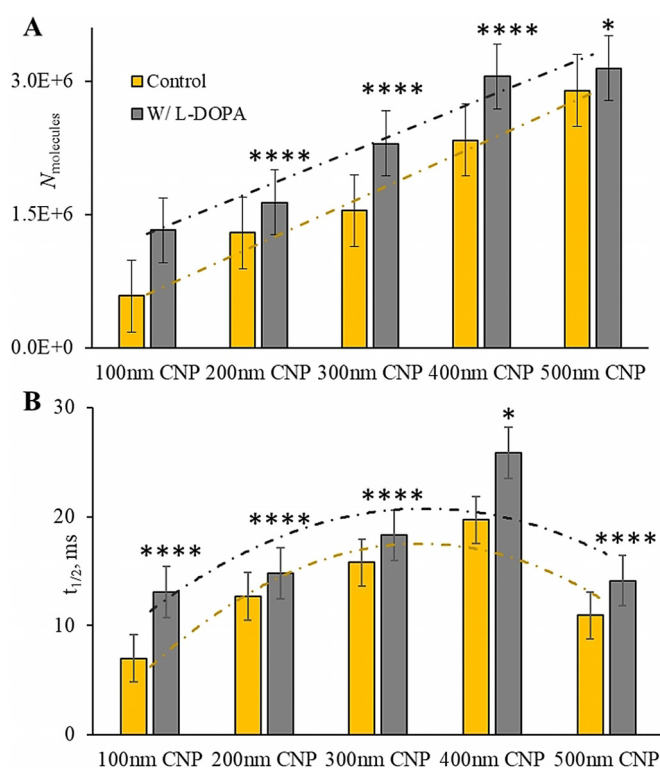 A
****
*
3.0E+6
Control
W/ L-DOPA
****
****
N molecules
1.5E+6
0.0E+0
100nm CNP 200nm CNP 300nm CNP 400nm CNP 500nm CNP
B
30
*
20
****
****
****
****
t1/2, ms
10
0
100nm CNP 200nm CNP 300nm CNP 400nm CNP 500nm CNP